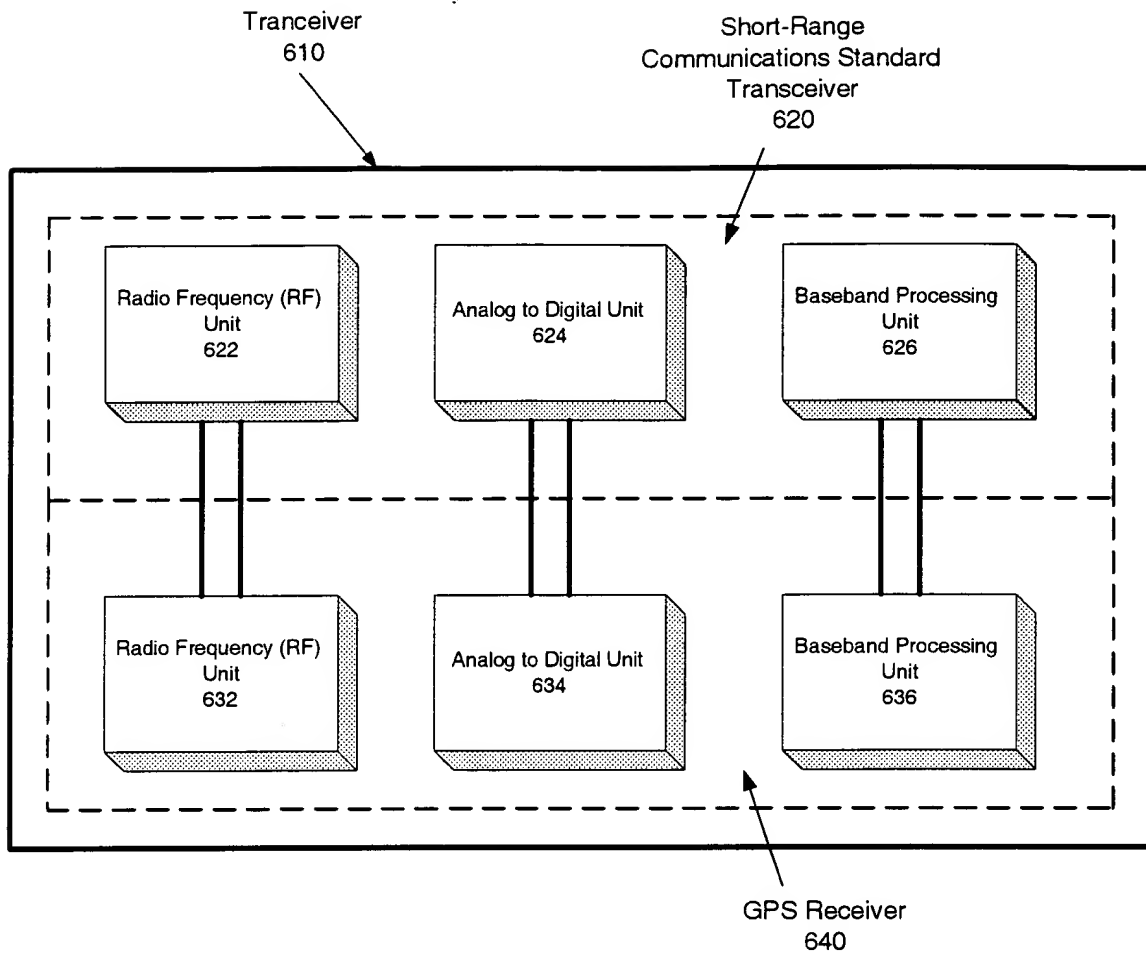 Tranceiver
610
Short-Range
Communications Standard
Transceiver
620
Radio Frequency (RF)
Unit
622
Analog to Digital Unit
624
Baseband Processing
Unit
626
Radio Frequency (RF)
Unit
632
Analog to Digital Unit
634
Baseband Processing
Unit
636
GPS Receiver
640